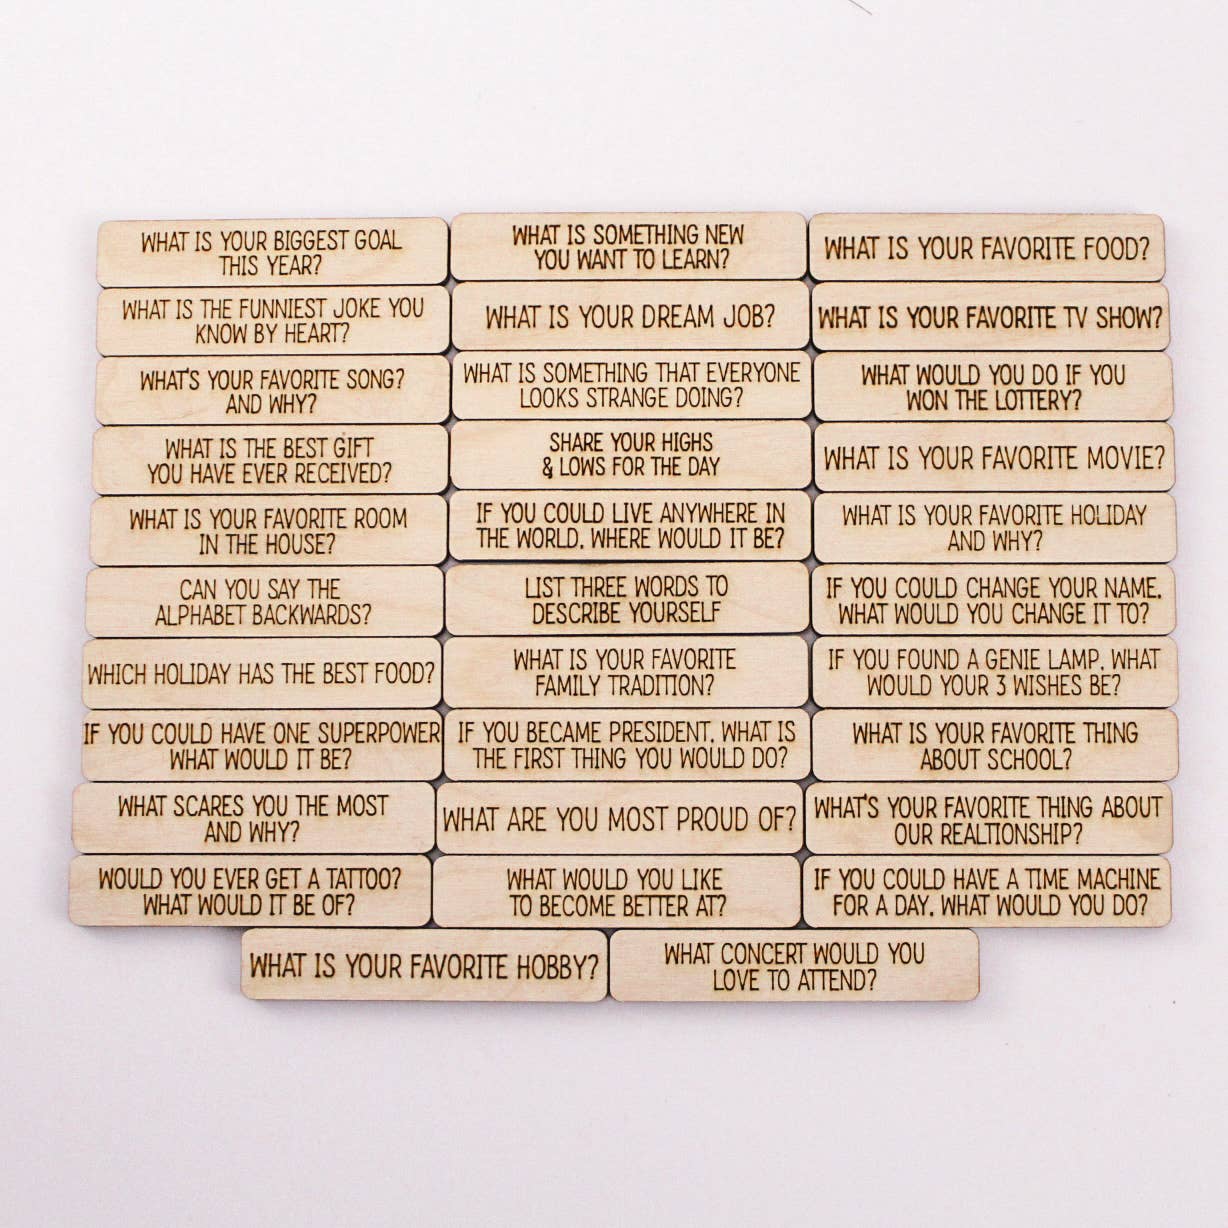 WHAT IS YOUR BIGGEST GOAL
THIS YEAR?
WHAT IS SOMETHING NEW
YOU WANT TO LEARN?
WHAT IS YOUR FAVORITE FOOD?
WHAT IS THE FUNNIEST JOKE YOU
KNOW BY HEART?
WHAT IS YOUR DREAM JOB?
WHAT IS YOUR FAVORITE TV SHOW?
WHAT'S YOUR FAVORITE SONG?
AND WHY?
WHAT IS SOMETHING THAT EVERYONE
LOOKS STRANGE DOING?
WHAT WOULD YOU DO IF YOU
WON THE LOTTERY?
WHAT IS THE BEST GIFT
YOU HAVE EVER RECEIVED?
SHARE YOUR HIGHS
& LOWS FOR THE DAY
WHAT IS YOUR FAVORITE MOVIE?
WHAT IS YOUR FAVORITE ROOM
IN THE HOUSE?
IF YOU COULD LIVE ANYWHERE IN
THE WORLD, WHERE WOULD IT BE?
WHAT IS YOUR FAVORITE HOLIDAY
AND WHY?
CAN YOU SAY THE
ALPHABET BACKWARDS?
LIST THREE WORDS TO
DESCRIBE YOURSELF
IF YOU COULD CHANGE YOUR NAME,
WHAT WOULD YOU CHANGE IT TO?
WHICH HOLIDAY HAS THE BEST FOOD?
WHAT IS YOUR FAVORITE
FAMILY TRADITION?
IF YOU FOUND A GENIE LAMP, WHAT
WOULD YOUR 3 WISHES BE?
IF YOU COULD HAVE ONE SUPERPOWER
WHAT WOULD IT BE?
IF YOU BECAME PRESIDENT, WHAT IS
THE FIRST THING YOU WOULD DO?
WHAT IS YOUR FAVORITE THING
ABOUT SCHOOL?
WHAT SCARES YOU THE MOST
AND WHY?
WHAT ARE YOU MOST PROUD OF?
WHAT'S YOUR FAVORITE THING ABOUT
OUR REALTIONSHIP?
WOULD YOU EVER GET A TATTOO?
WHAT WOULD IT BE OF?
WHAT WOULD YOU LIKE
TO BECOME BETTER AT?
IF YOU COULD HAVE A TIME MACHINE
FOR A DAY, WHAT WOULD YOU DO?
WHAT IS YOUR FAVORITE HOBBY?
WHAT CONCERT WOULD YOU
LOVE TO ATTEND?